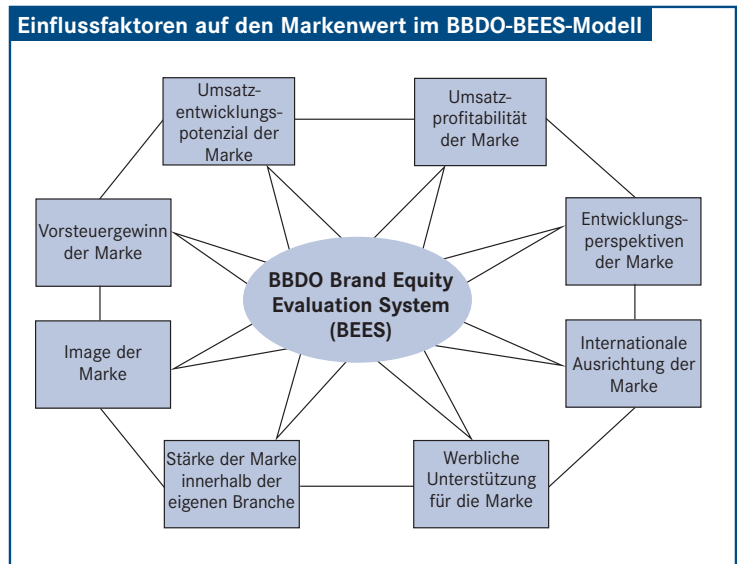 Einflussfaktoren auf den Markenwert im BBDO-BEES-Modell
Umsatz-
entwicklungs-
potenzial der
Marke
Umsatz-
profitabilität
der Marke
Vorsteuergewinn
der Marke
Entwicklungs-
perspektiven
der Marke
BBDO Brand Equity
Evaluation System
(BEES)
Image der
Marke
Internationale
Ausrichtung der
Marke
Stärke der Marke
innerhalb der
eigenen Branche
Werbliche
Unterstützung
für die Marke